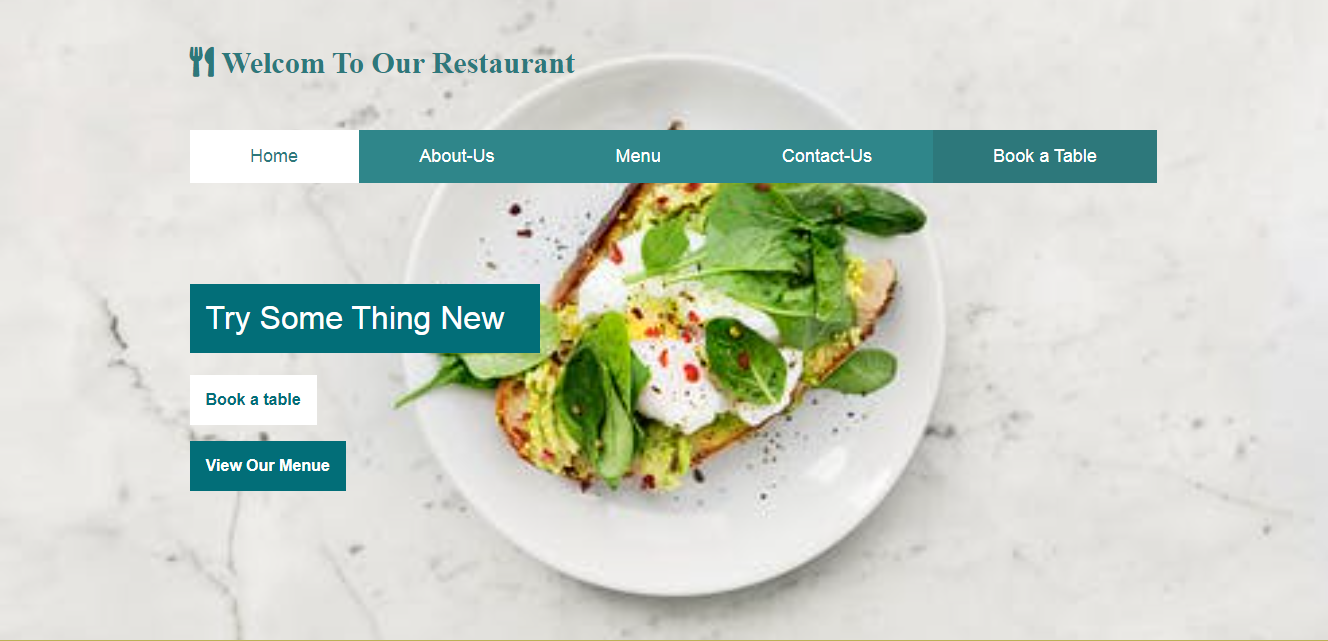 Welcom To Our Restaurant
Home About-Us Menu Contact-Us Book a Table
Try Some Thing New
Book a table
View Our Menue